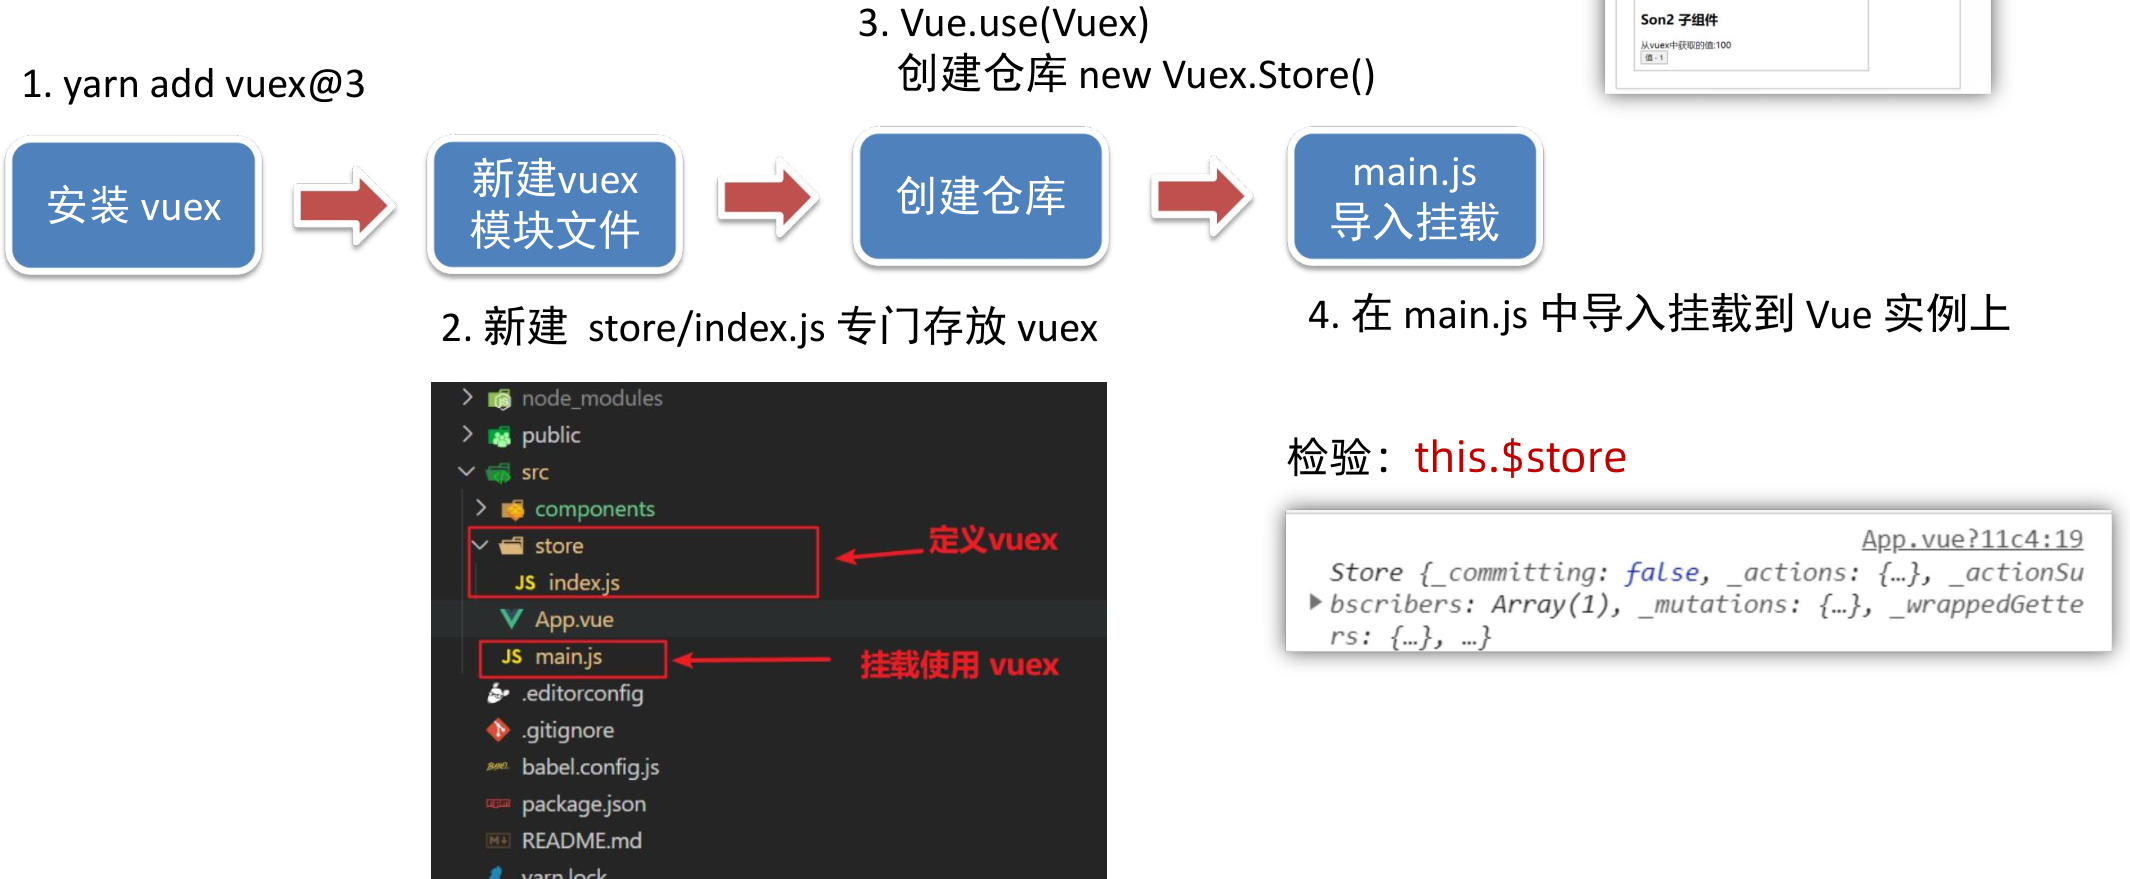 3. Vue.use(Vuex)
创建仓库 new Vuex.Store()
Son2 子组件
从vuex中获取的值:100
值 - 1
1. yarn add vuex@3
安装 vuex
新建vuex
模块文件
创建仓库
main.js
导入挂载
2. 新建 store/index.js 专门存放 vuex
4. 在 main.js 中导入挂载到 Vue 实例上
node_modules
public
src
components
store
JS index.js
App.vue
JS main.js
.editorconfig
.gitignore
babel.config.js
package.json
README.md
yarn.lock
定义vuex
挂载使用 vuex
检验：this.$store
App.vue?11c4:19
Store {_committing: false, _actions: {…}, _actionSu
bscribers: Array(1), _mutations: {…}, _wrappedGette
rs: {…}, …}